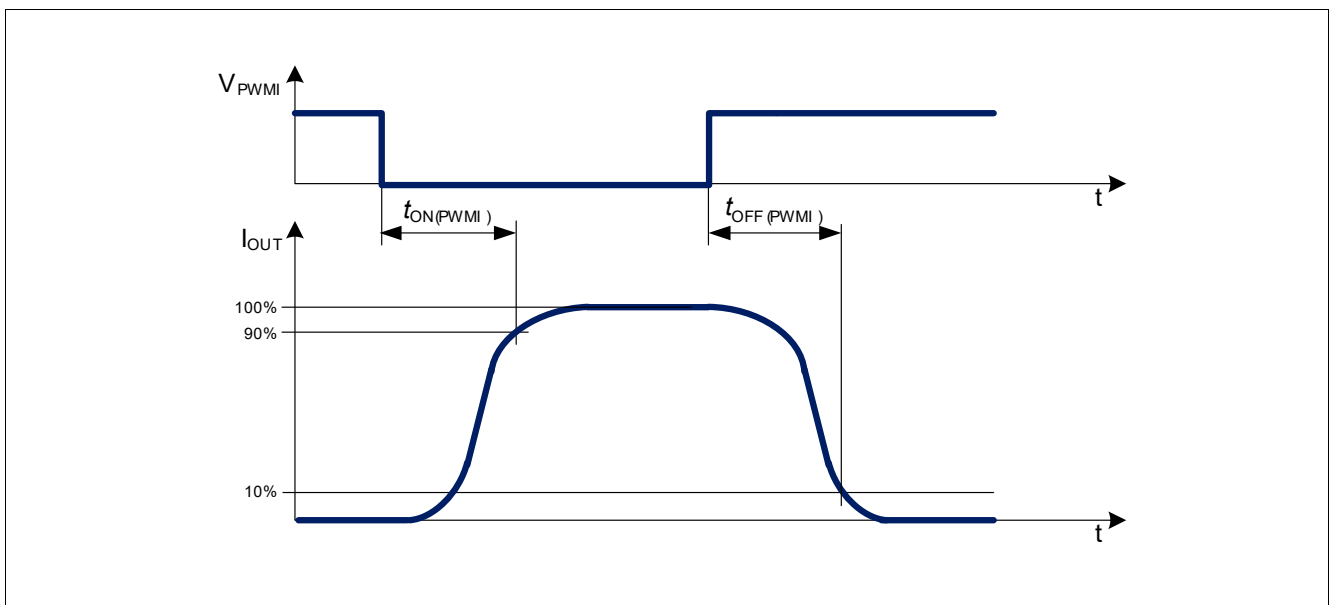 VPWMI
t
tON(PWMI )
tOFF(PWMI )
IOUT
100%
90%
10%
t